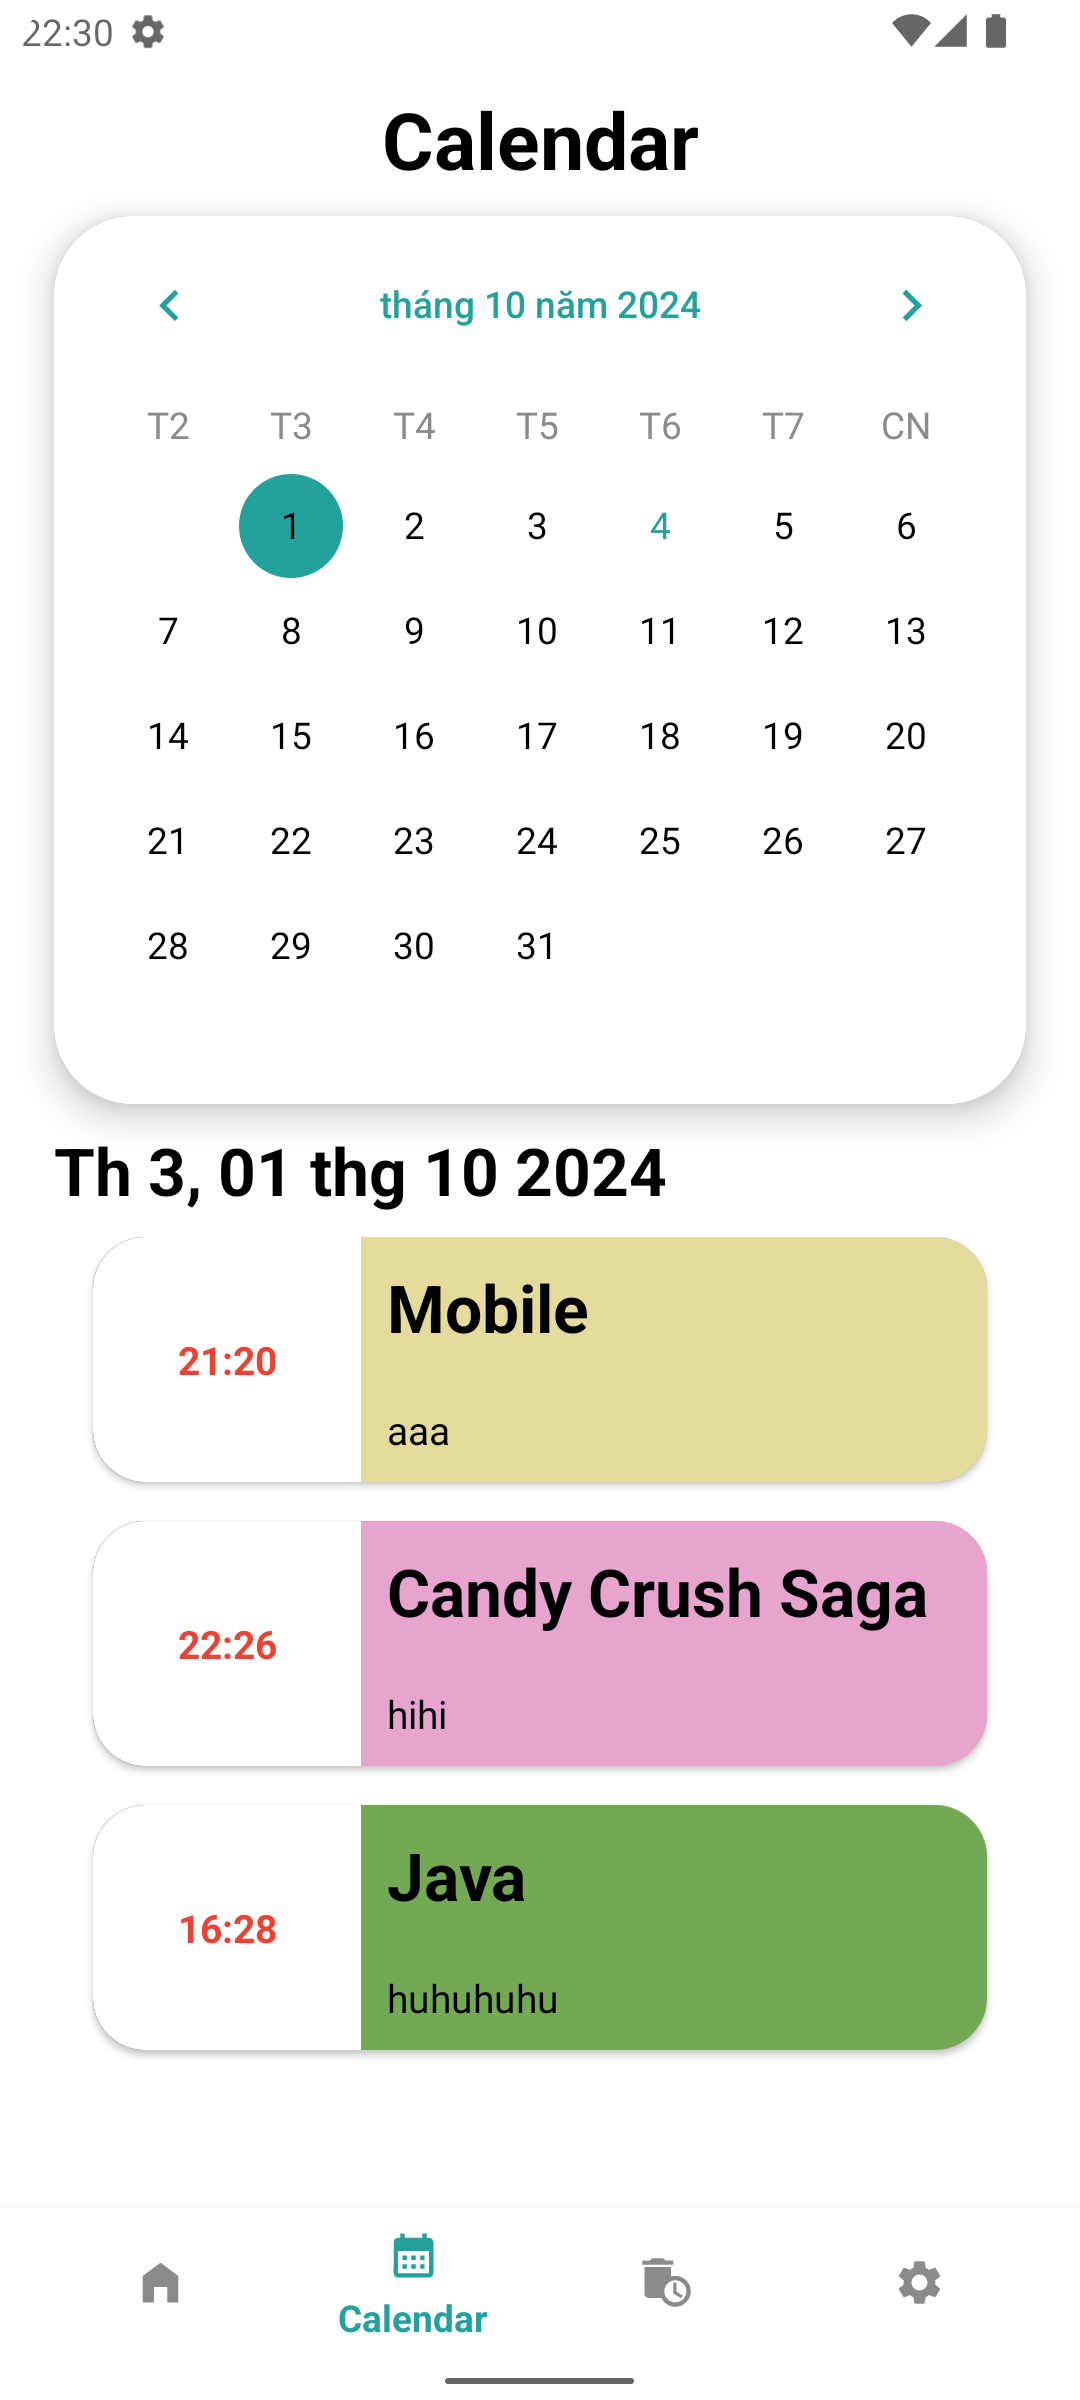 22:30
Calendar
tháng 10 năm 2024
T2 T3 T4 T5 T6 T7 CN
1 2 3 4 5 6
7 8 9 10 11 12 13
14 15 16 17 18 19 20
21 22 23 24 25 26 27
28 29 30 31
Th 3, 01 thg 10 2024
Mobile
21:20
aaa
Candy Crush Saga
22:26
hihi
Java
16:28
huhuhuhu
Calendar